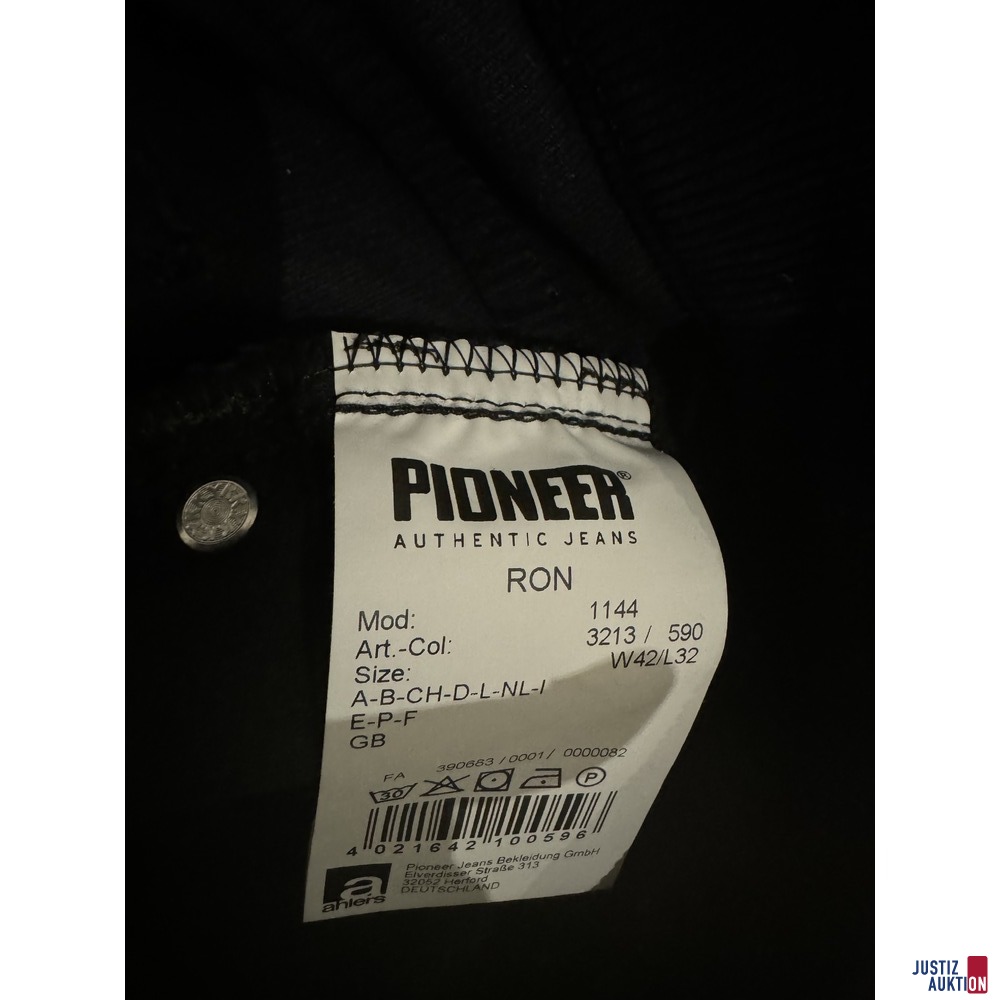 PIONEER®
AUTHENTIC JEANS
RON
Mod: 1144
Art.-Col: 3213 / 590
Size: W42/L32
A-B-CH-D-L-NL-I
E-P-F
GB
FA 390663 / 0001 / 0000082
30 P
4 021642 100596
Pioneer Jeans Bekleidung GmbH
Elverdisser Straße 313
32052 Herford
DEUTSCHLAND
a
ahlers
JUSTIZ
AUKTION